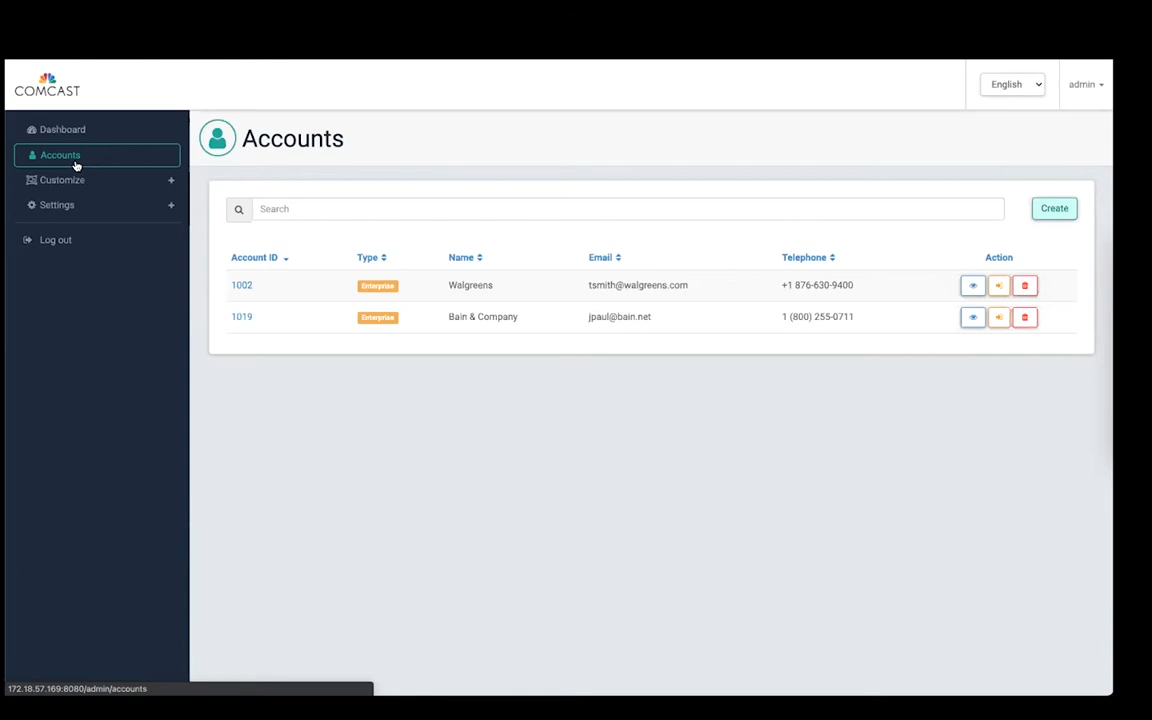 COMCAST
English
admin
Dashboard
Accounts
Customize +
Settings +
Log out
Accounts
Search
Create
Account ID Type Name Email Telephone Action
1002 Enterprise Walgreens tsmith@walgreens.com +1 876-630-9400
1019 Enterprise Bain & Company jpaul@bain.net 1 (800) 255-0711
172.18.57.169:8080/admin/accounts